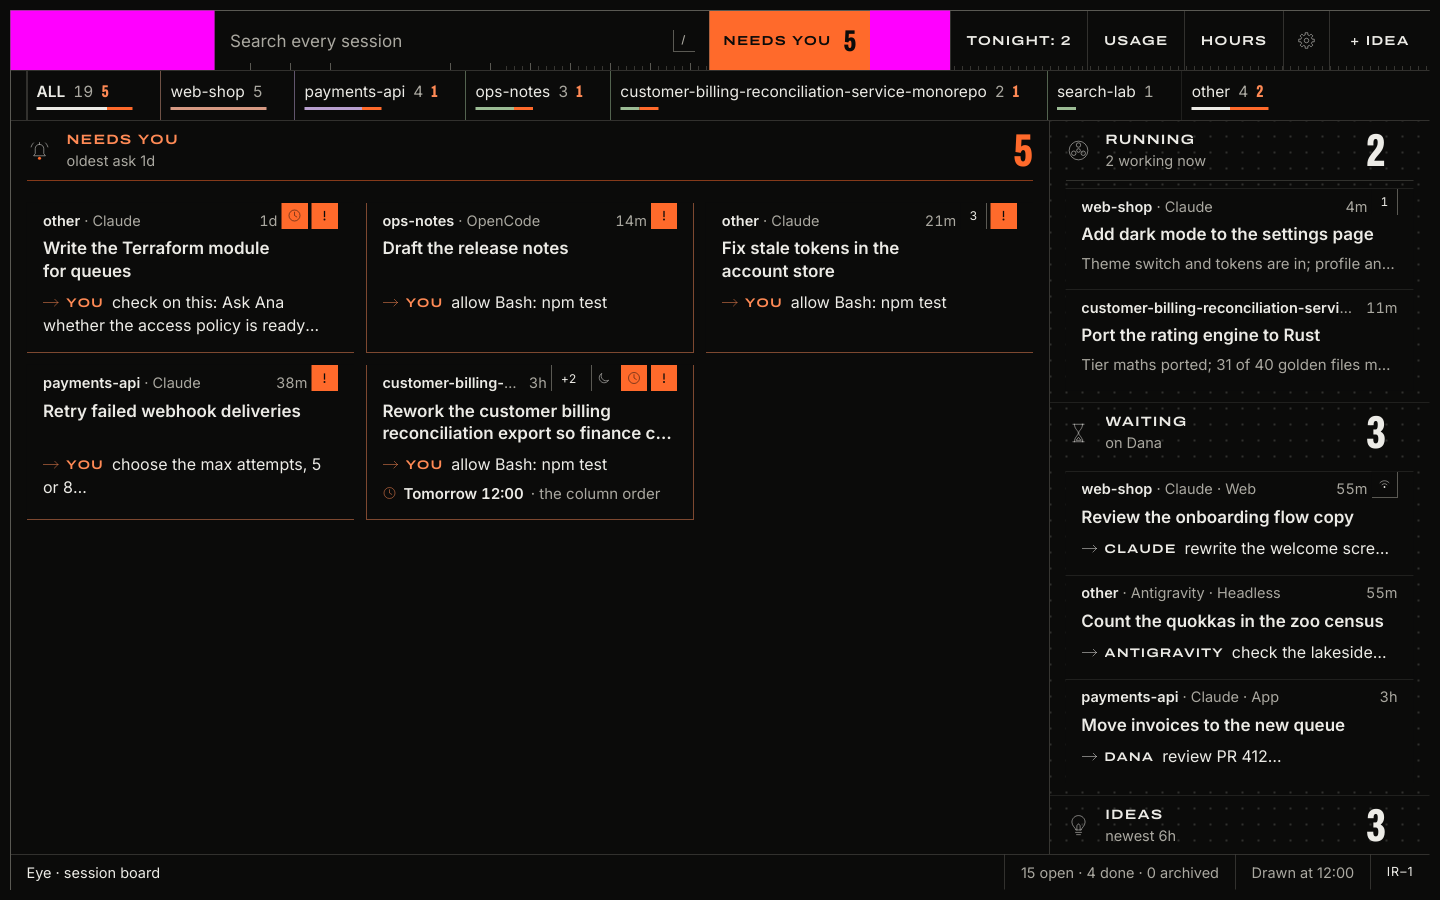 Search every session /
NEEDS YOU 5
TONIGHT: 2
USAGE
HOURS
+ IDEA
ALL 19 5
web-shop 5
payments-api 4 1
ops-notes 3 1
customer-billing-reconciliation-service-monorepo 2 1
search-lab 1
other 4 2
NEEDS YOU
oldest ask 1d
5
other · Claude 1d !
Write the Terraform module
for queues
→ YOU check on this: Ask Ana
whether the access policy is ready…
ops-notes · OpenCode 14m !
Draft the release notes
→ YOU allow Bash: npm test
other · Claude 21m 3 !
Fix stale tokens in the
account store
→ YOU allow Bash: npm test
payments-api · Claude 38m !
Retry failed webhook deliveries
→ YOU choose the max attempts, 5
or 8…
customer-billing-… 3h +2 !
Rework the customer billing
reconciliation export so finance c…
→ YOU allow Bash: npm test
Tomorrow 12:00 · the column order
RUNNING
2 working now
2
web-shop · Claude 4m 1
Add dark mode to the settings page
Theme switch and tokens are in; profile an…
customer-billing-reconciliation-servi… 11m
Port the rating engine to Rust
Tier maths ported; 31 of 40 golden files m…
WAITING
on Dana
3
web-shop · Claude · Web 55m
Review the onboarding flow copy
→ CLAUDE rewrite the welcome scre…
other · Antigravity · Headless 55m
Count the quokkas in the zoo census
→ ANTIGRAVITY check the lakeside…
payments-api · Claude · App 3h
Move invoices to the new queue
→ DANA review PR 412…
IDEAS
newest 6h
3
Eye · session board
15 open · 4 done · 0 archived
Drawn at 12:00
IR–1